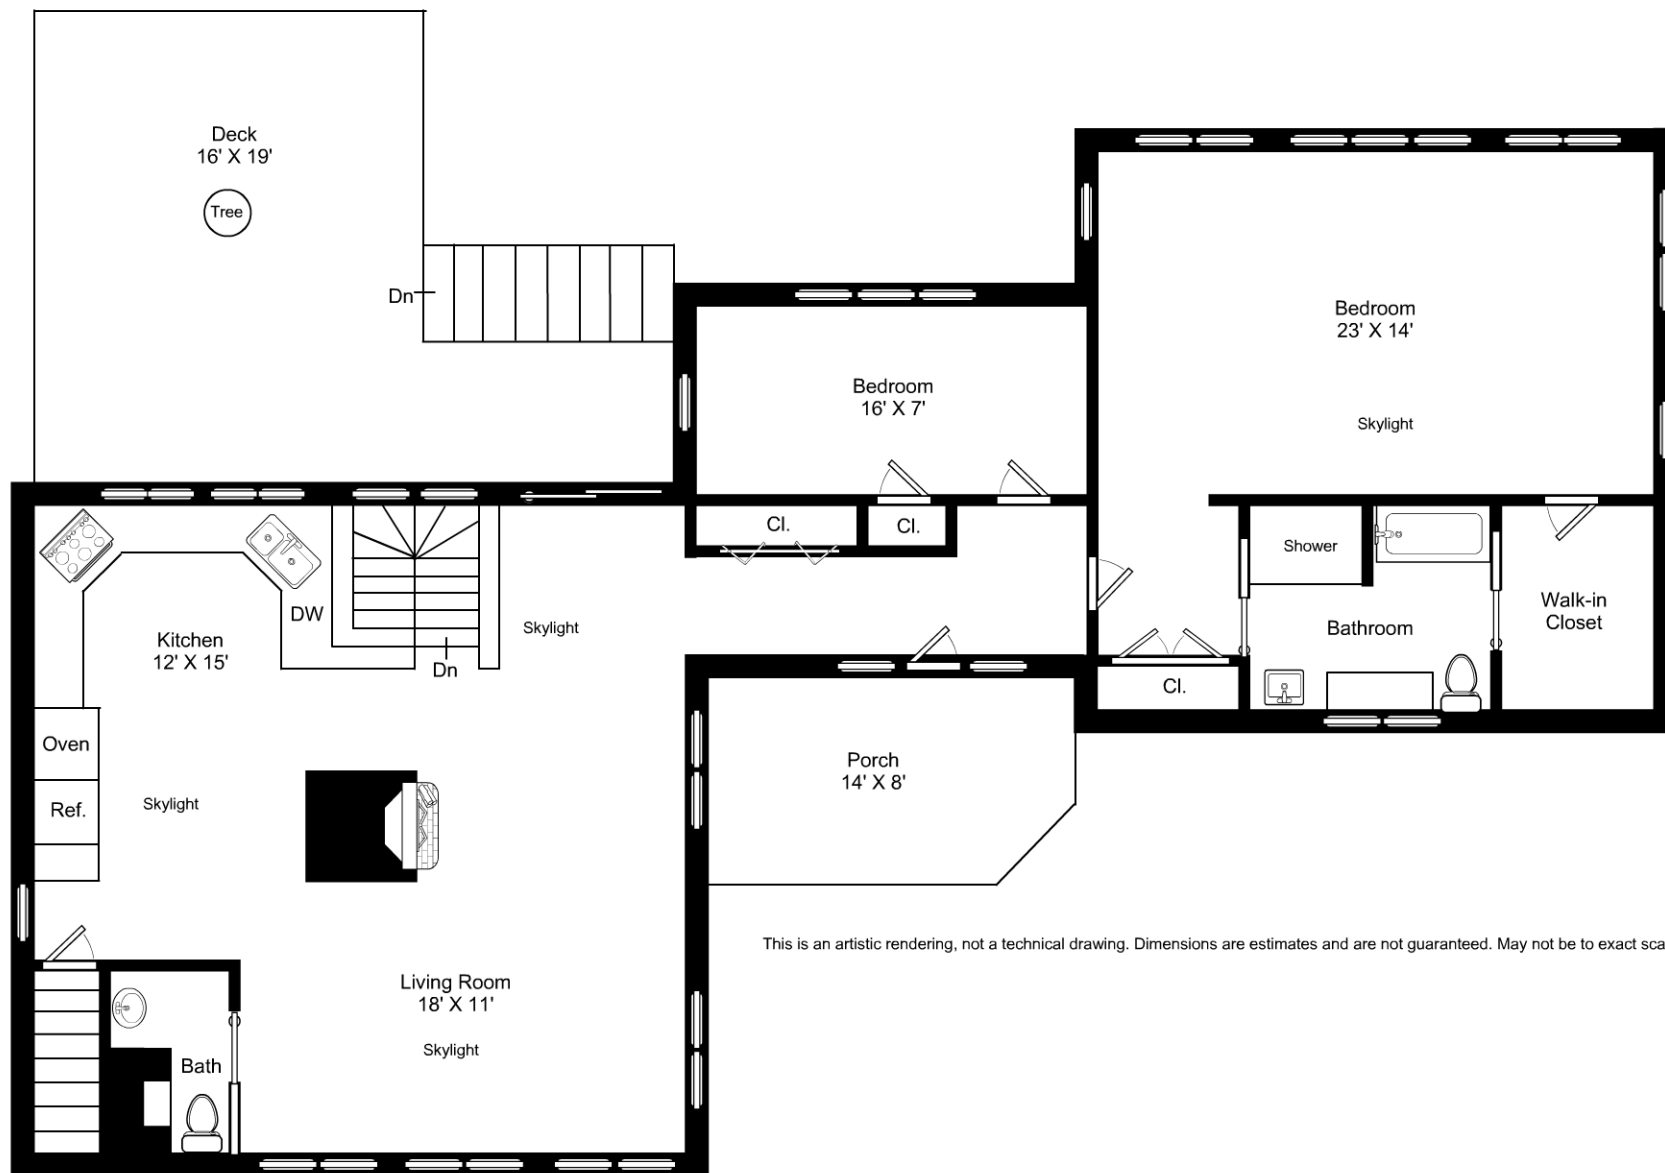 Deck
16' X 19'
Tree
Dn
Bedroom
16' X 7'
Bedroom
23' X 14'
Skylight
Cl.
Cl.
Shower
Walk-in
Closet
Bathroom
Cl.
DW
Kitchen
12' X 15'
Dn
Skylight
Oven
Ref.
Skylight
Porch
14' X 8'
This is an artistic rendering, not a technical drawing. Dimensions are estimates and are not guaranteed. May not be to exact sca
Living Room
18' X 11'
Skylight
Bath